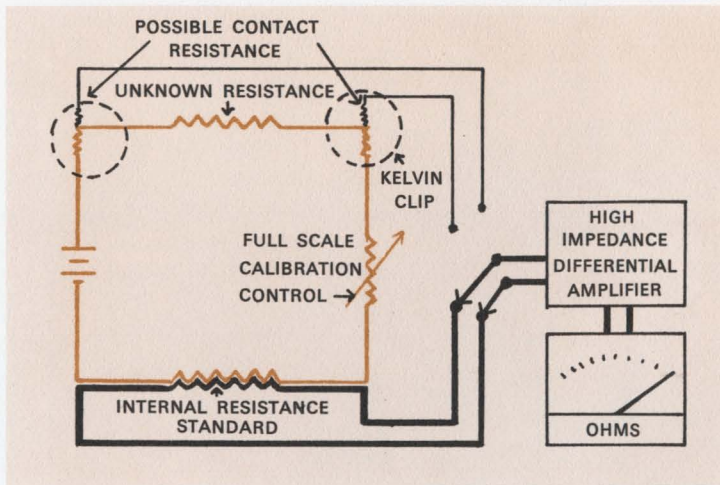 POSSIBLE CONTACT
RESISTANCE
UNKNOWN RESISTANCE
KELVIN
CLIP
FULL SCALE
CALIBRATION
CONTROL
HIGH
IMPEDANCE
DIFFERENTIAL
AMPLIFIER
INTERNAL RESISTANCE
STANDARD
OHMS